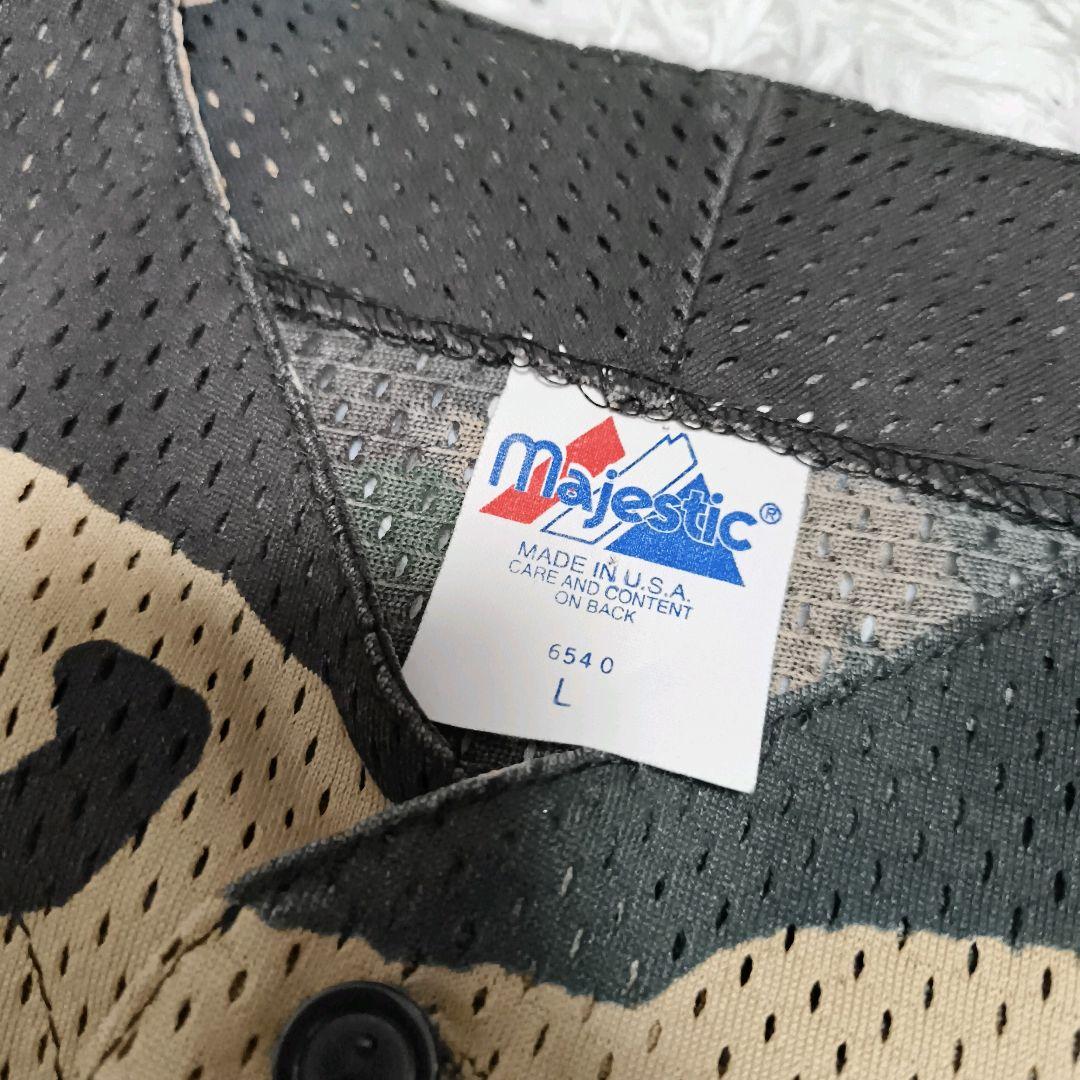 majestic®
MADE IN U.S.A.
CARE AND CONTENT
ON BACK
6540
L